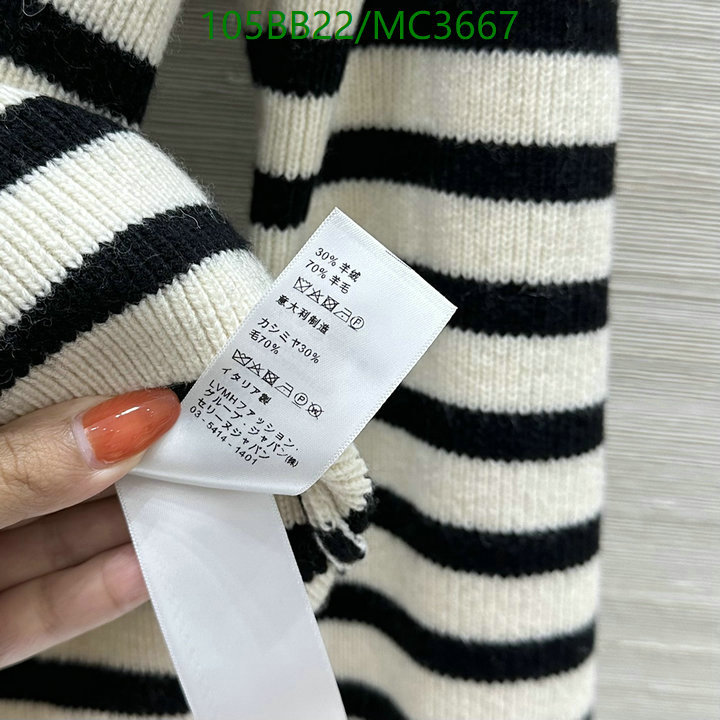 105BB22/MC3667
30% 羊绒
70% 羊毛
意大利制造
カシミヤ30%
毛70%
イタリア製
LVMHファッション・
グループ・ジャパン(株)
セリーヌジャパン
03-5414-1401